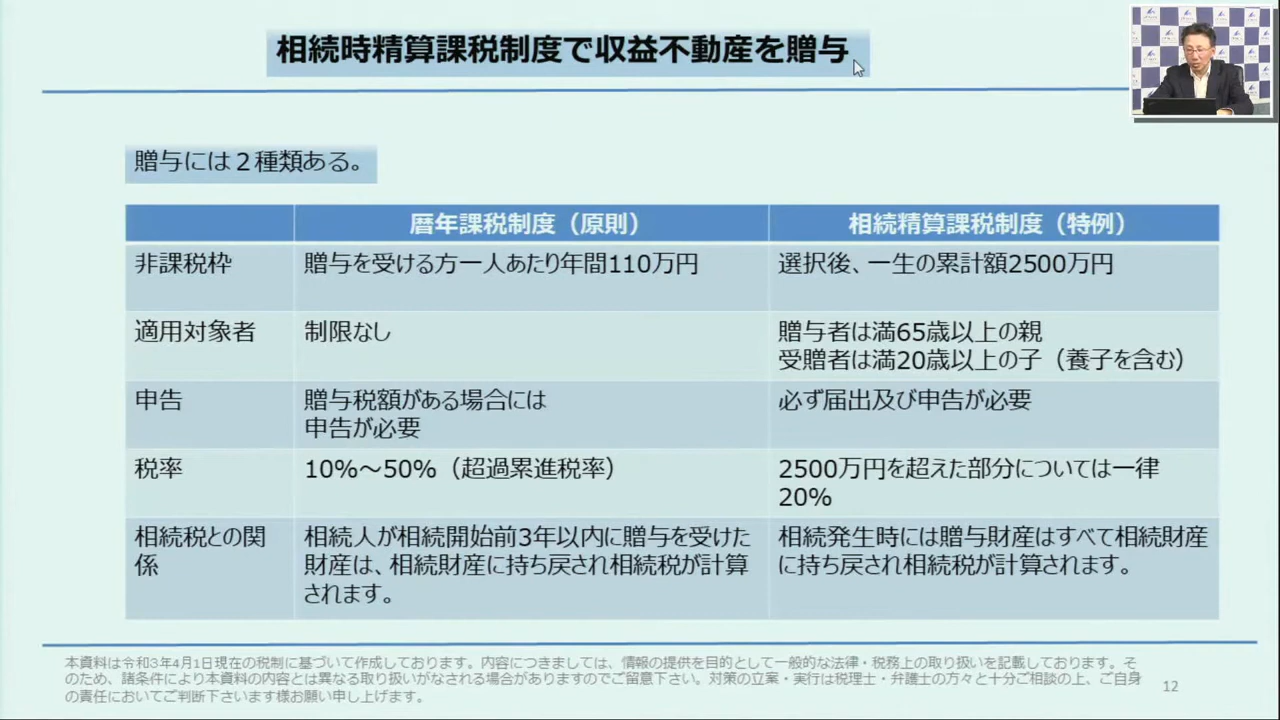 相続時精算課税制度で収益不動産を贈与
贈与には２種類ある。
暦年課税制度（原則） 相続精算課税制度（特例）
非課税枠 贈与を受ける方一人あたり年間110万円 選択後、一生の累計額2500万円
適用対象者 制限なし 贈与者は満65歳以上の親
受贈者は満20歳以上の子（養子を含む）
申告 贈与税額がある場合には
申告が必要 必ず届出及び申告が必要
税率 10%～50%（超過累進税率） 2500万円を超えた部分については一律
20%
相続税との関
係 相続人が相続開始前3年以内に贈与を受けた
財産は、相続財産に持ち戻され相続税が計算
されます。 相続発生時には贈与財産はすべて相続財産
に持ち戻され相続税が計算されます。
本資料は令和3年4月1日現在の税制に基づいて作成しております。内容につきましては、情報の提供を目的として一般的な法律・税務上の取り扱いを記載しております。そ
のため、諸条件により本資料の内容とは異なる取り扱いがなされる場合がありますのでご留意下さい。対策の立案・実行は税理士・弁護士の方々と十分ご相談の上、ご自身
の責任においてご判断下さいます様お願い申し上げます。
12